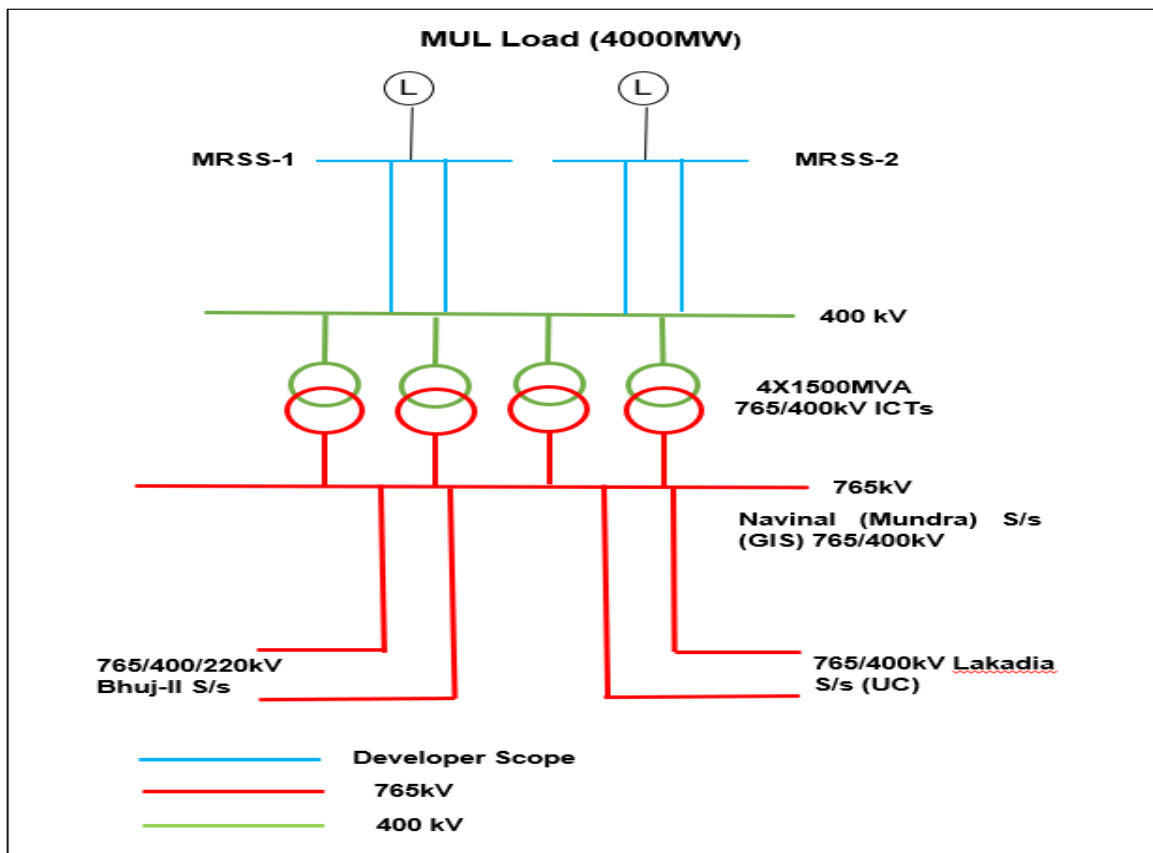 MUL Load (4000MW)
L
L
MRSS-1
MRSS-2
400 kV
4X1500MVA
765/400kV ICTs
765kV
Navinal (Mundra) S/s
(GIS) 765/400kV
765/400/220kV
Bhuj-II S/s
765/400kV Lakadia
S/s (UC)
Developer Scope
765kV
400 kV